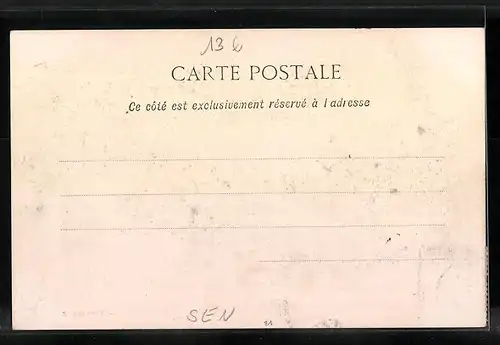 136
CARTE POSTALE
Ce côté est exclusivement réservé à l'adresse
SEN